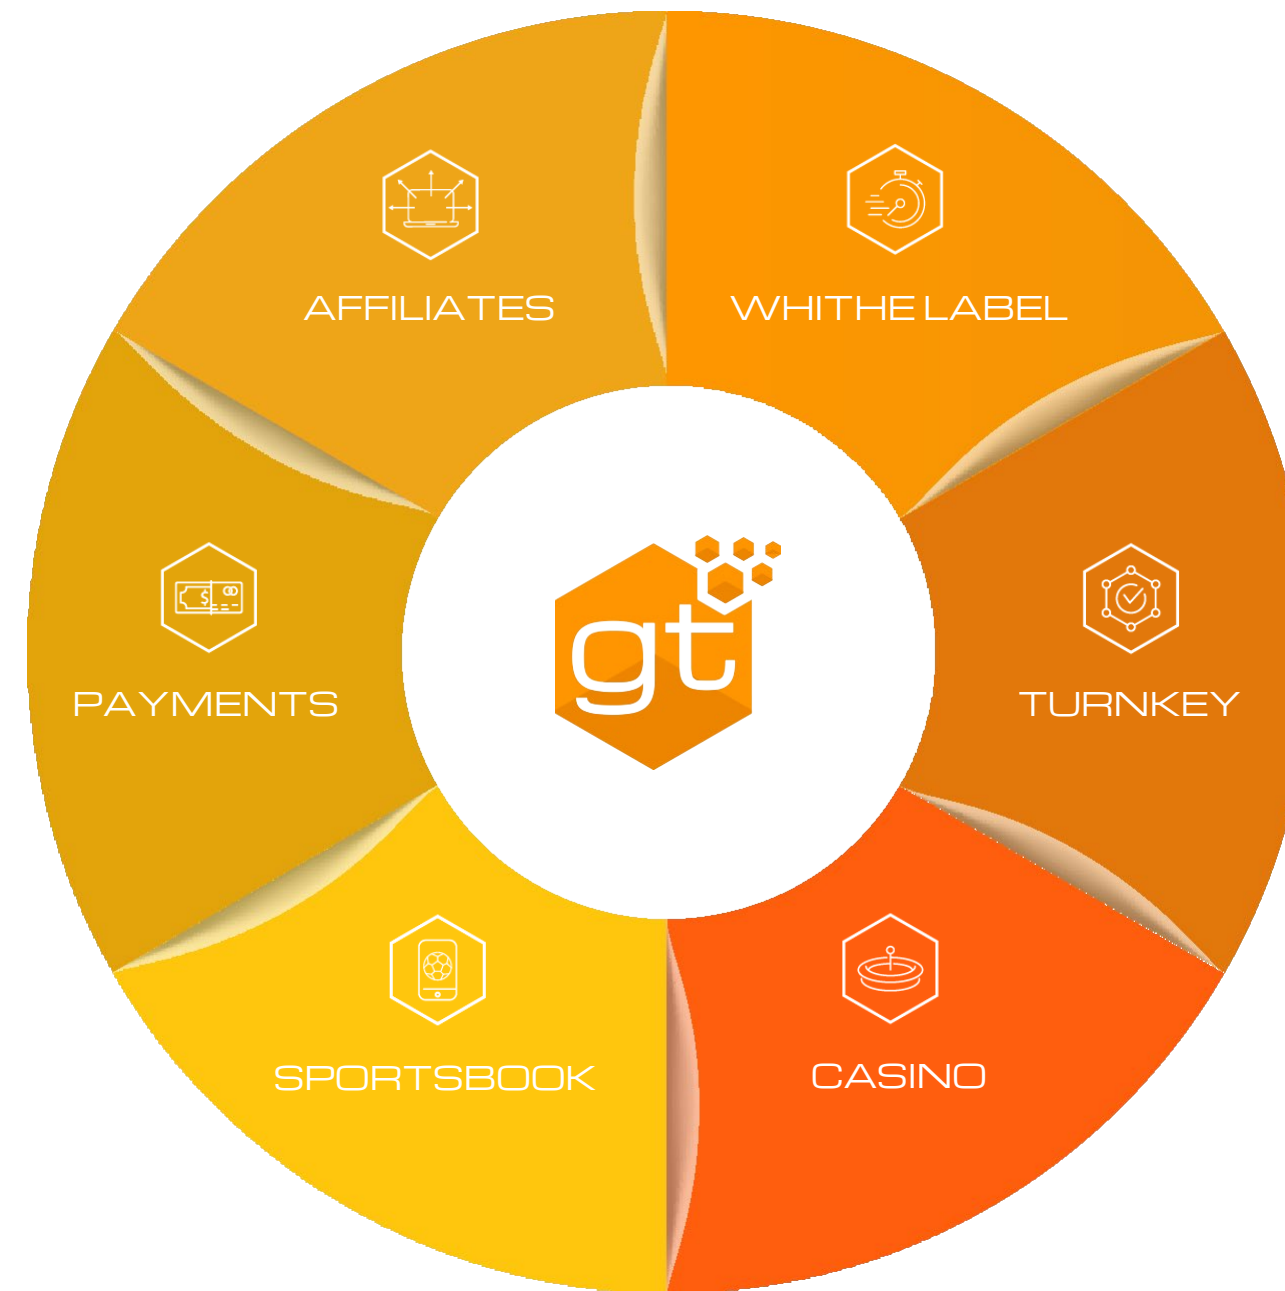 AFFILIATES
WHITHE LABEL
$
PAYMENTS
gt
TURNKEY
SPORTSBOOK
CASINO